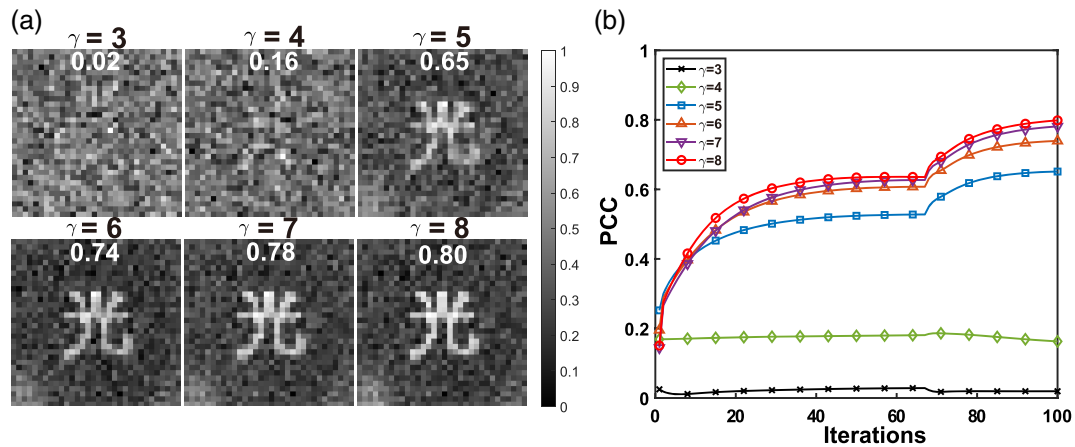 (a)
γ = 3
0.02
γ = 4
0.16
γ = 5
0.65
光
γ = 6
0.74
光
γ = 7
0.78
光
γ = 8
0.80
光
1
0.9
0.8
0.7
0.6
0.5
0.4
0.3
0.2
0.1
0
(b)
PCC
1
0.8
0.6
0.4
0.2
0
γ=3
γ=4
γ=5
γ=6
γ=7
γ=8
0 20 40 60 80 100
Iterations